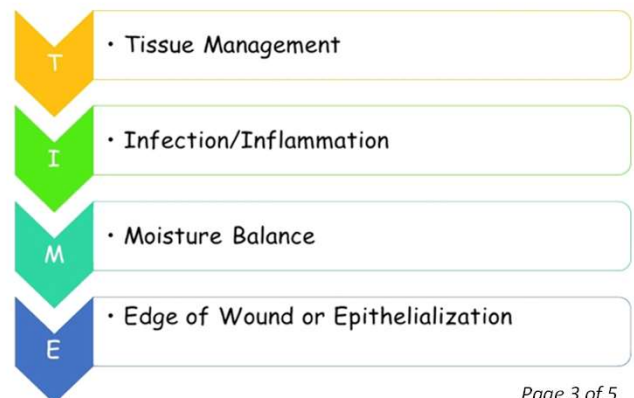 T
• Tissue Management
I
• Infection/Inflammation
M
• Moisture Balance
E
• Edge of Wound or Epithelialization
Page 3 of 5